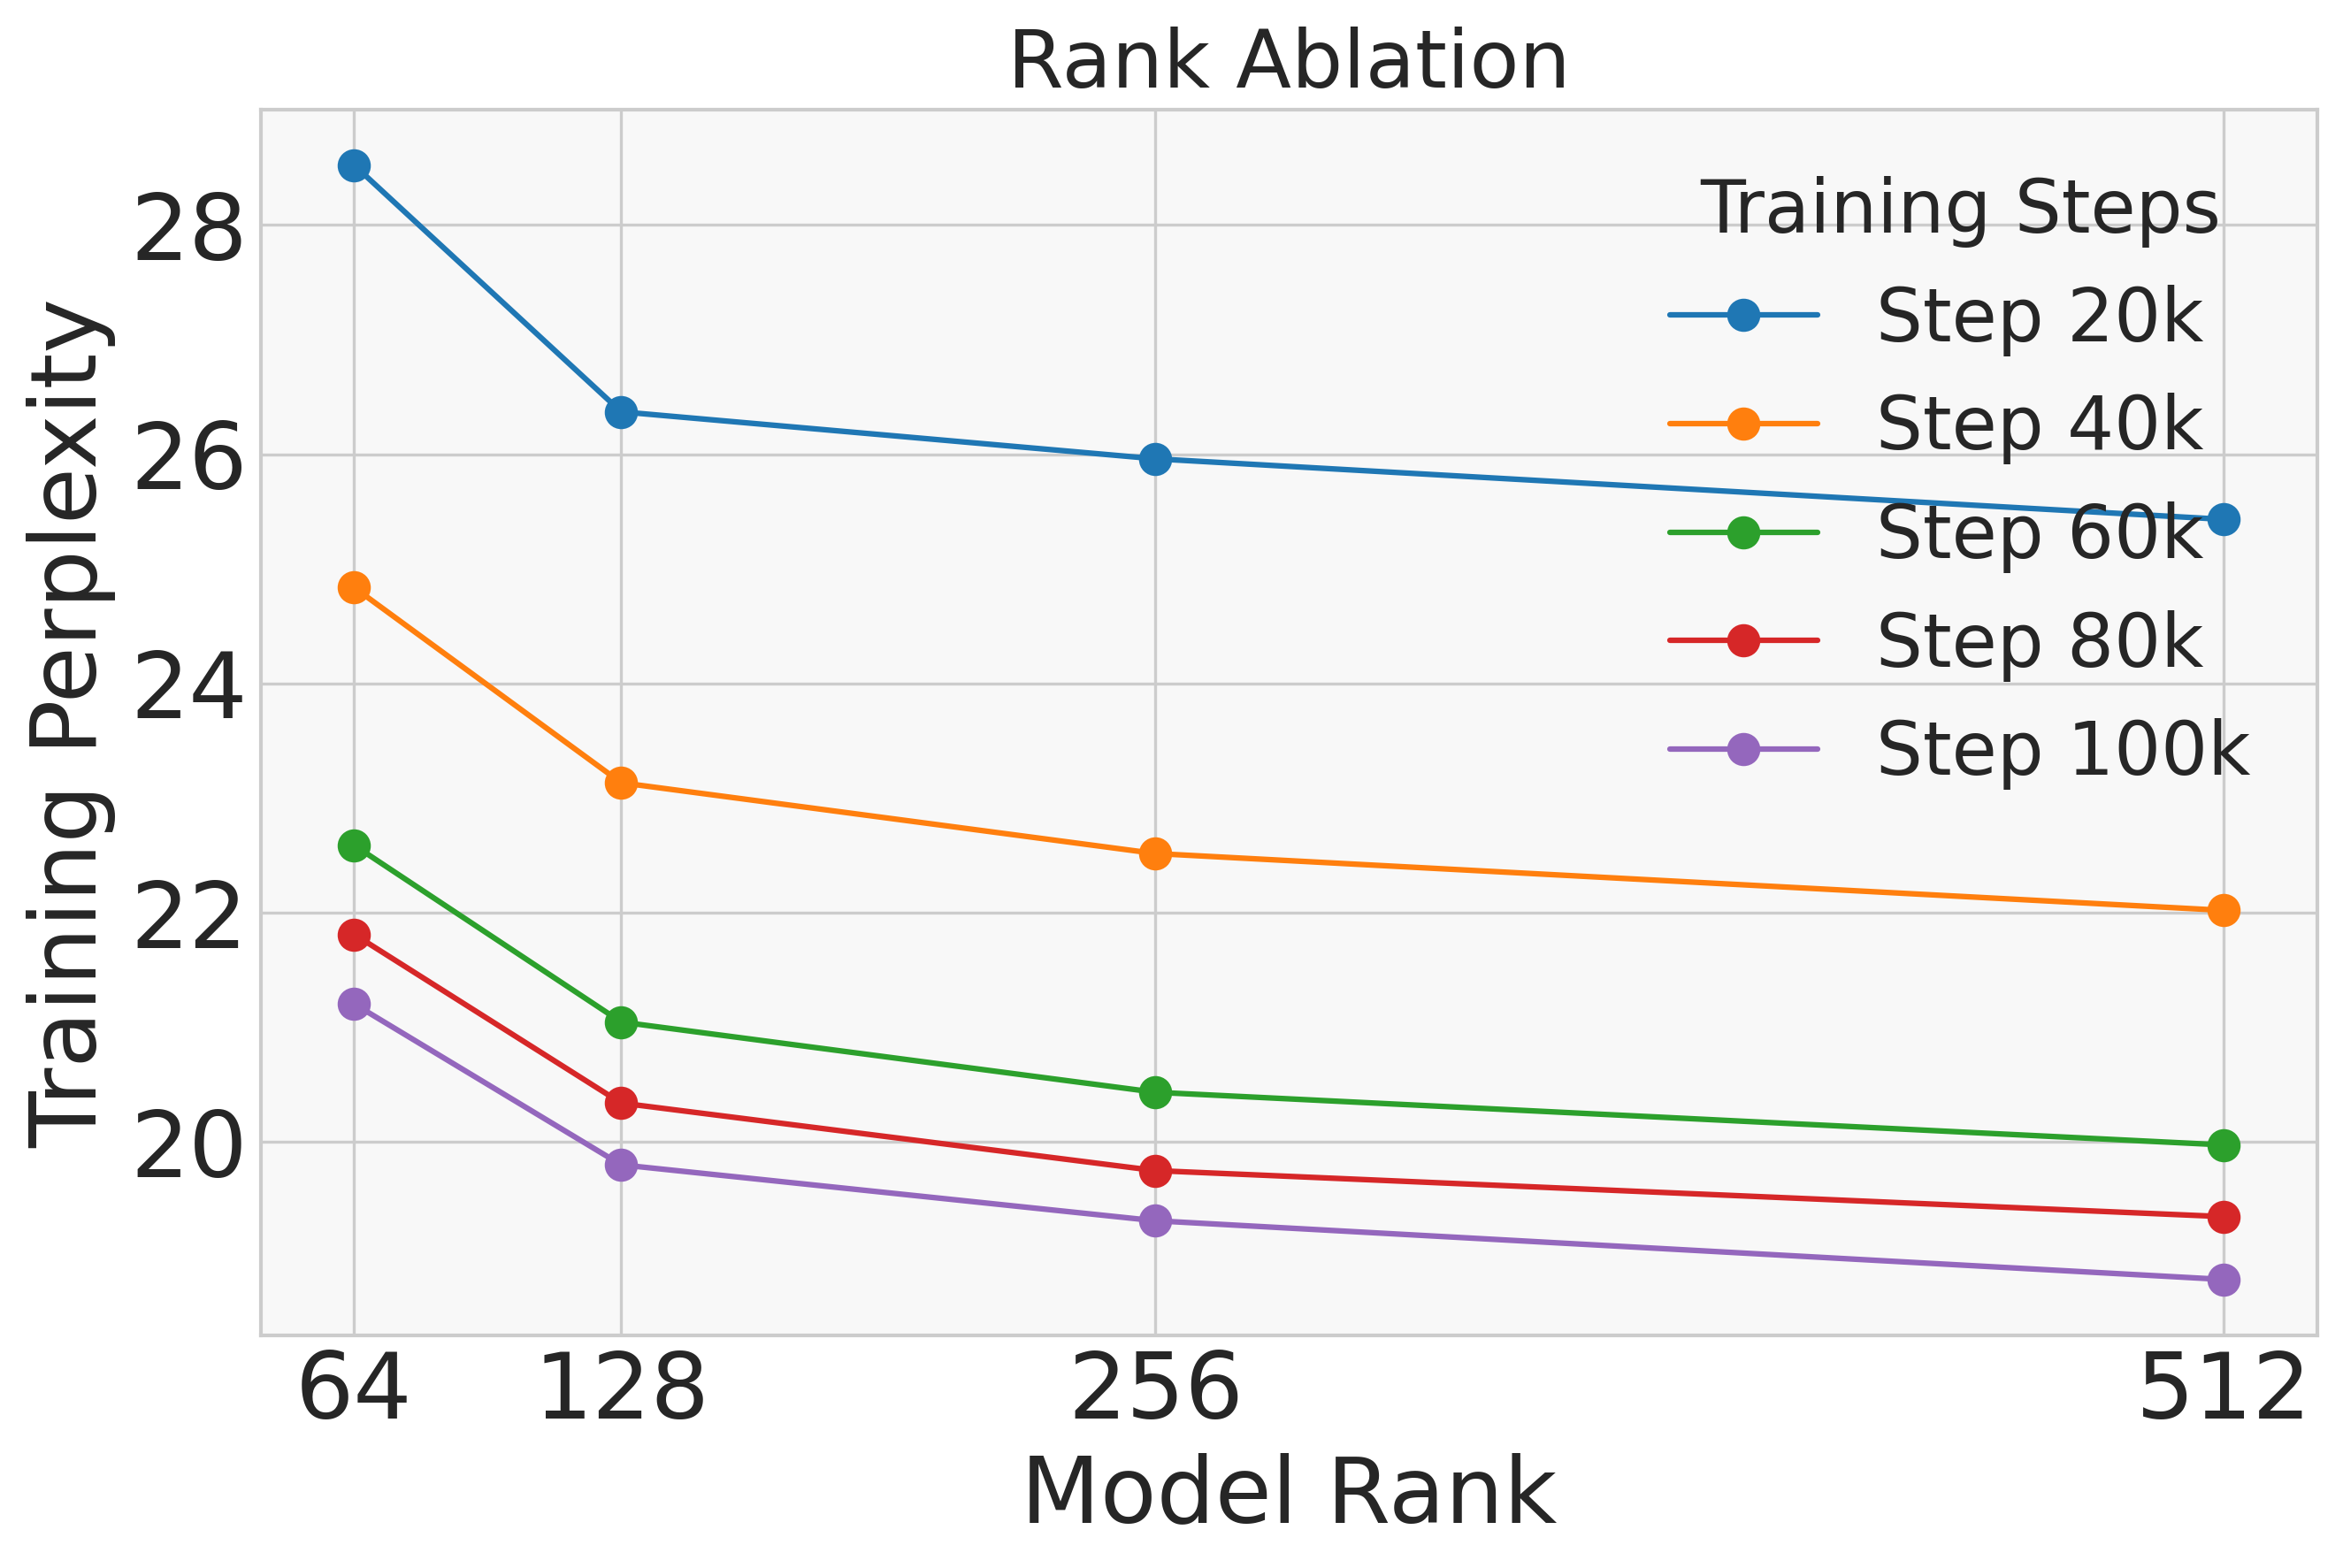 Rank Ablation
Training Perplexity
28
26
24
22
20
Training Steps
Step 20k
Step 40k
Step 60k
Step 80k
Step 100k
64 128 256 512
Model Rank